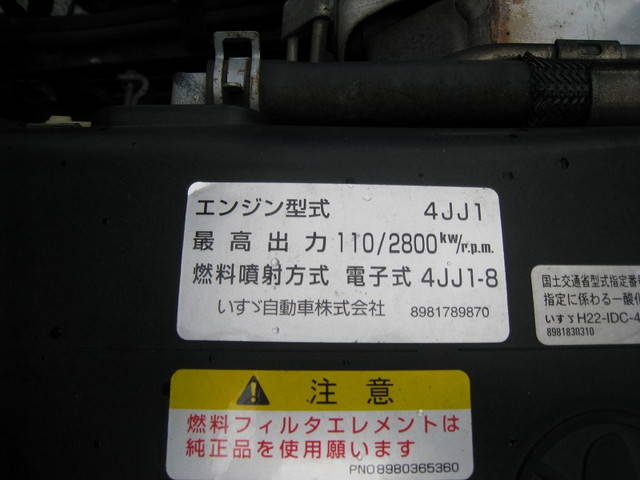 エンジン型式 4JJ1
最高出力 110/2800kw/r.p.m.
燃料噴射方式 電子式 4JJ1-8
いすゞ自動車株式会社 8981789870
国土交通省型式指定番
指定に係わる一酸化
いすゞH22-IDC-4
8981830310
注意
燃料フィルタエレメントは
純正品を使用願います
PNO8980365360